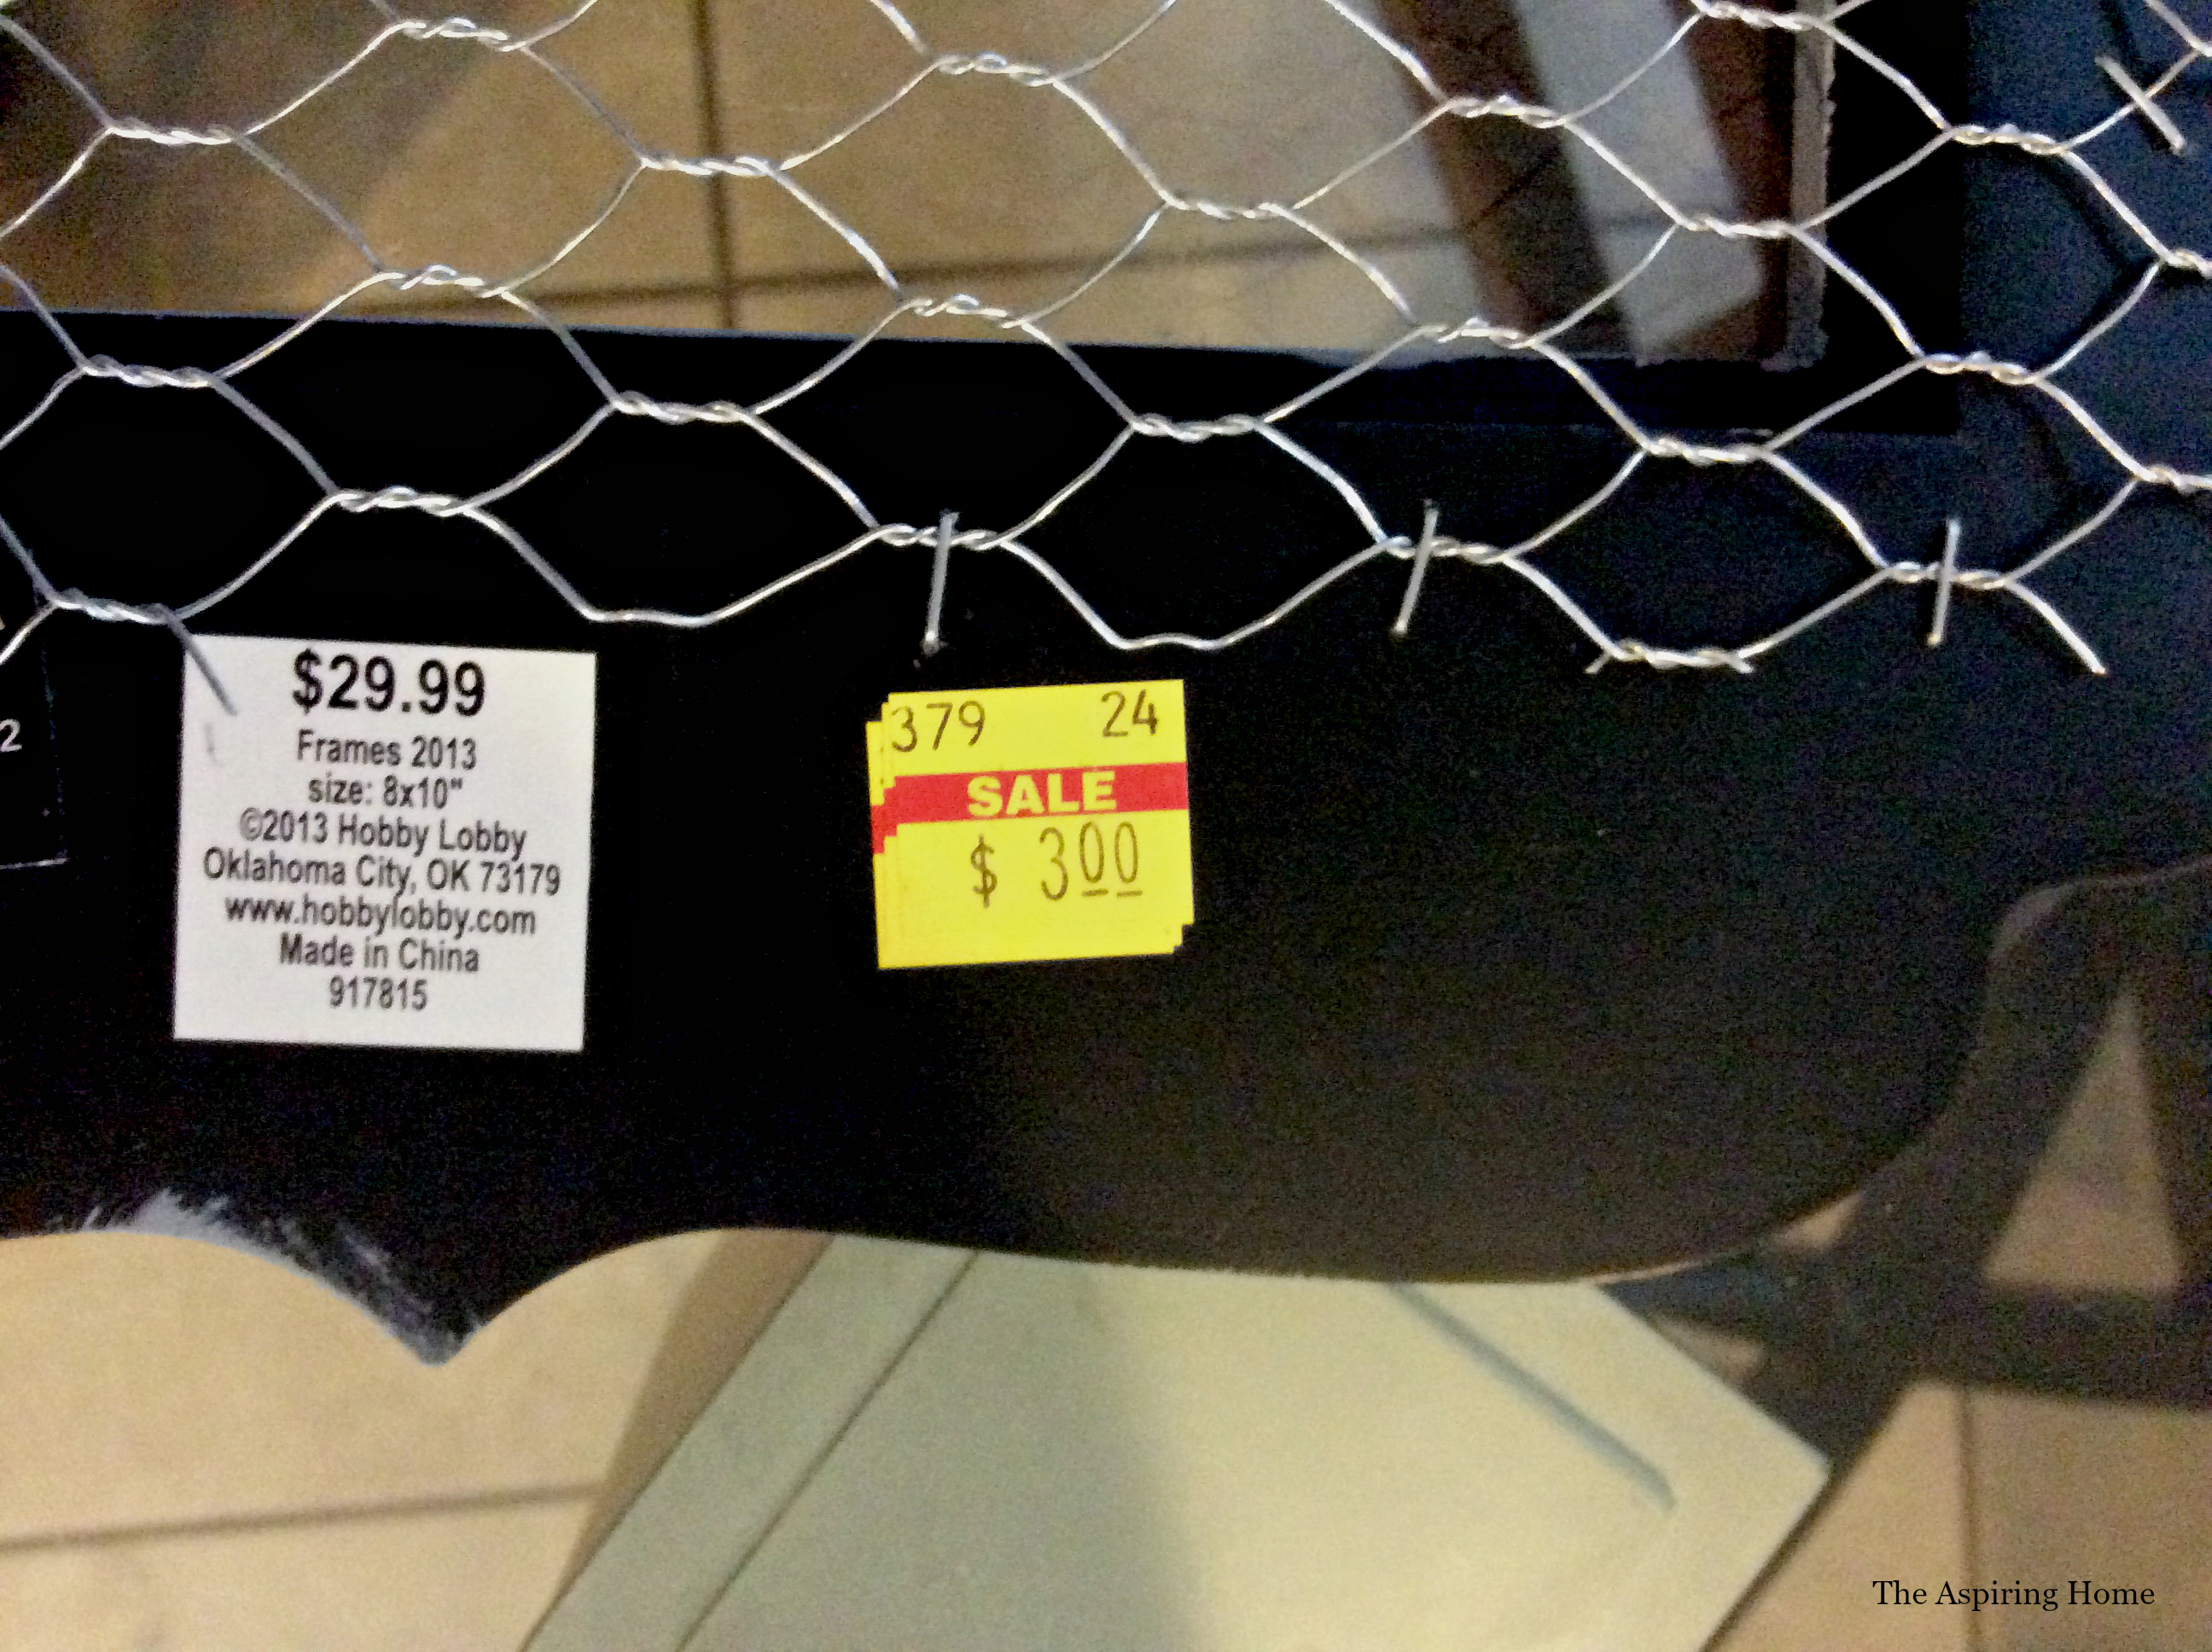 2
$29.99
Frames 2013
size: 8x10"
©2013 Hobby Lobby
Oklahoma City, OK 73179
www.hobbylobby.com
Made in China
917815
379 24
SALE
$ 300
The Aspiring Home